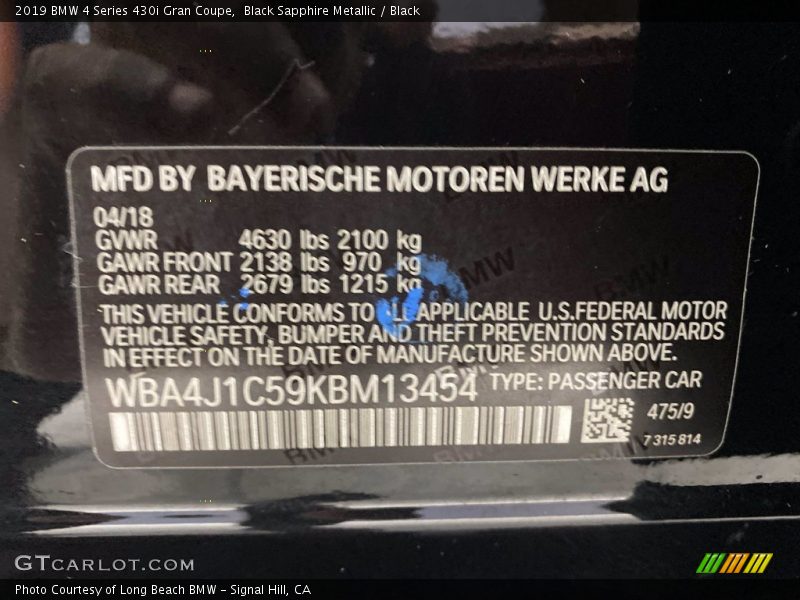 2019 BMW 4 Series 430i Gran Coupe,  Black Sapphire Metallic / Black
MFD BY BAYERISCHE MOTOREN WERKE AG
04/18
GVWR 4630 lbs 2100 kg
GAWR FRONT 2138 lbs 970 kg
GAWR REAR 2679 lbs 1215 kg
THIS VEHICLE CONFORMS TO APPLICABLE U.S.FEDERAL MOTOR
VEHICLE SAFETY, BUMPER AND THEFT PREVENTION STANDARDS
IN EFFECT ON THE DATE OF MANUFACTURE SHOWN ABOVE.
WBA4J1C59KBM13454 TYPE: PASSENGER CAR
475/9
7 315 814
GTCARLOT.COM
Photo Courtesy of Long Beach BMW - Signal Hill, CA